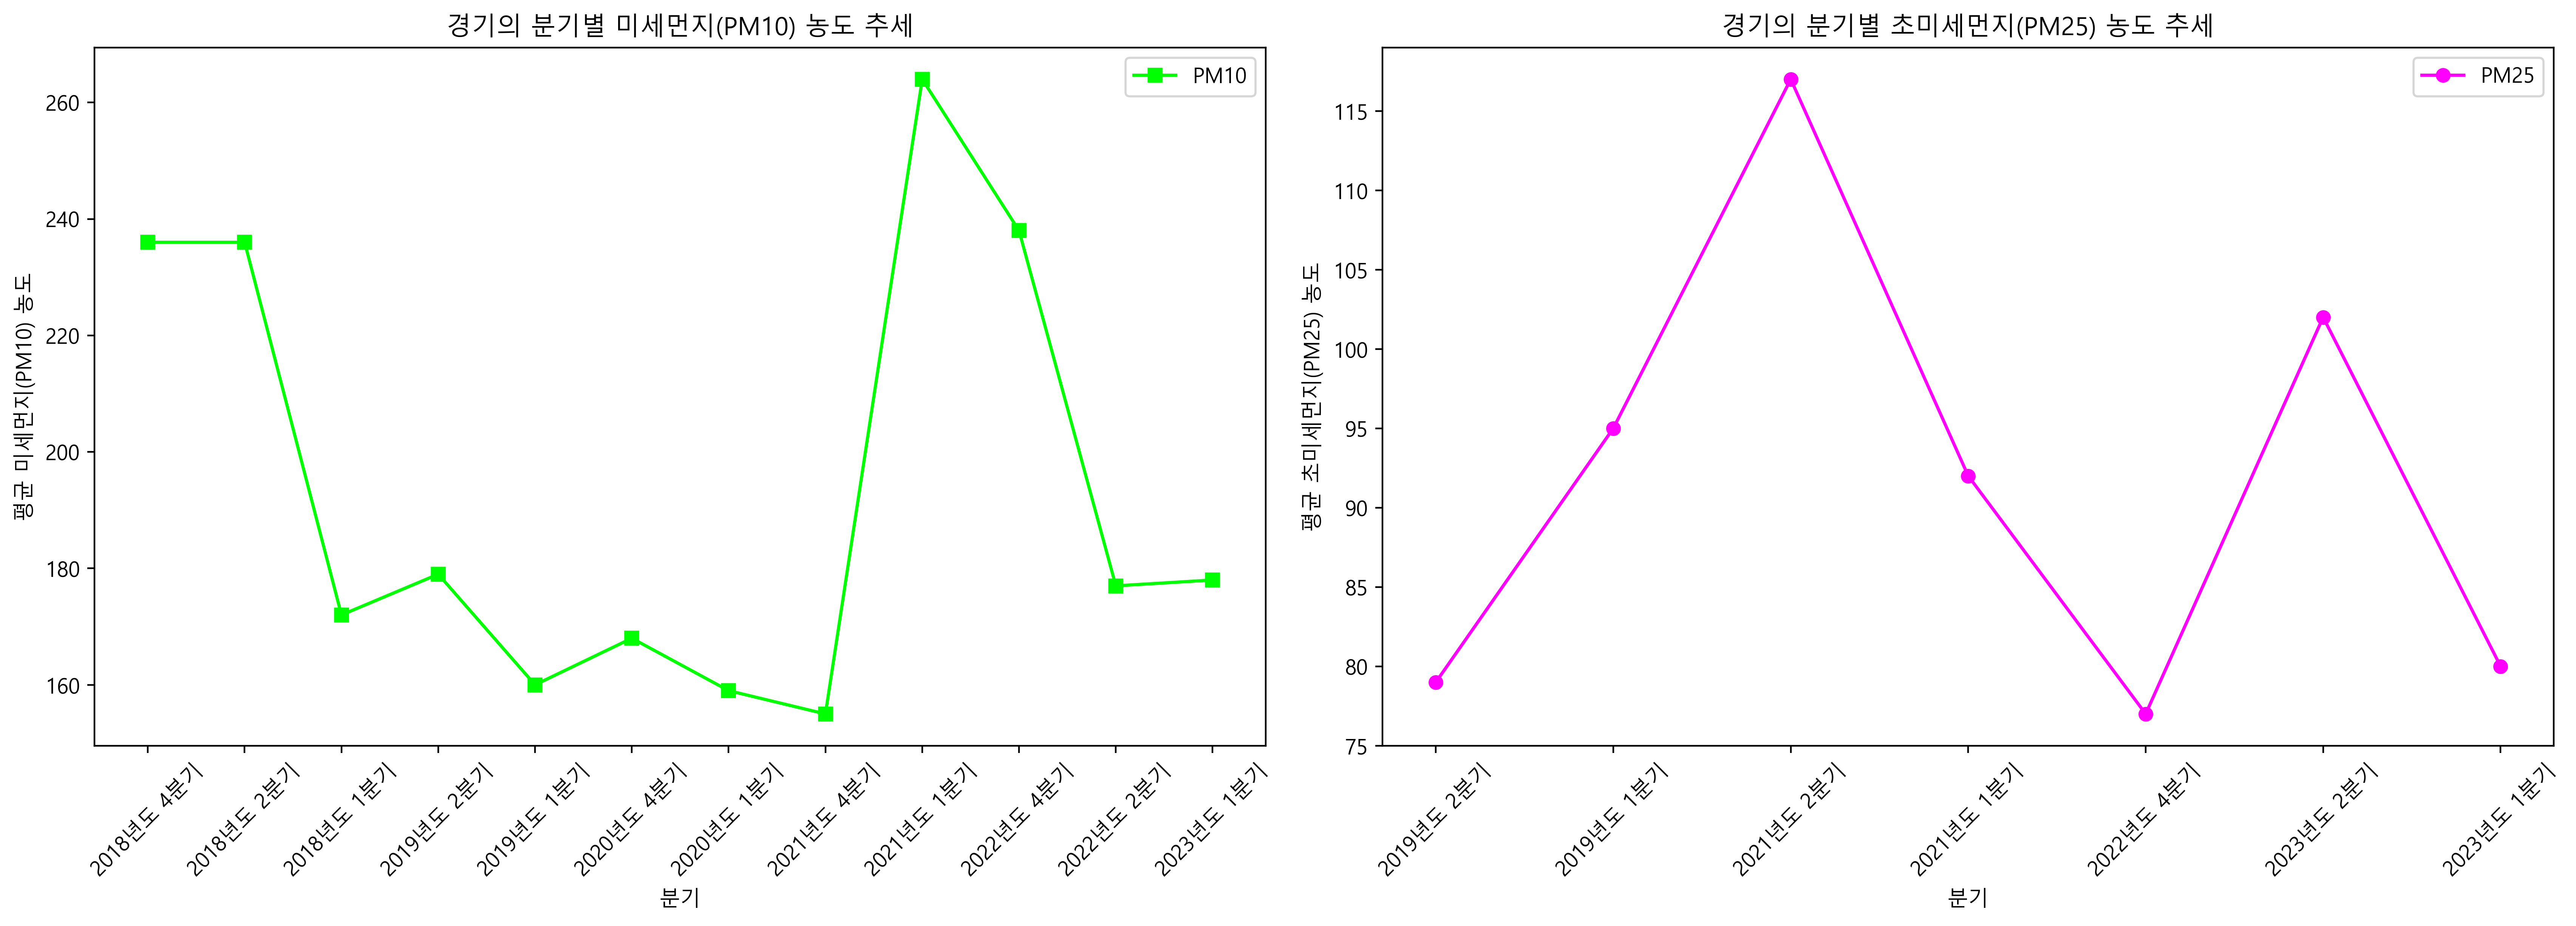 경기의 분기별 미세먼지(PM10) 농도 추세
PM10
평균 미세먼지(PM10) 농도
260
240
220
200
180
160
2018년도 4분기
2018년도 2분기
2018년도 1분기
2019년도 2분기
2019년도 1분기
2020년도 4분기
2020년도 1분기
2021년도 4분기
2021년도 1분기
2022년도 4분기
2022년도 2분기
2023년도 1분기
분기
경기의 분기별 초미세먼지(PM25) 농도 추세
PM25
평균 초미세먼지(PM25) 농도
115
110
105
100
95
90
85
80
75
2019년도 2분기
2019년도 1분기
2021년도 2분기
2021년도 1분기
2022년도 4분기
2023년도 2분기
2023년도 1분기
분기